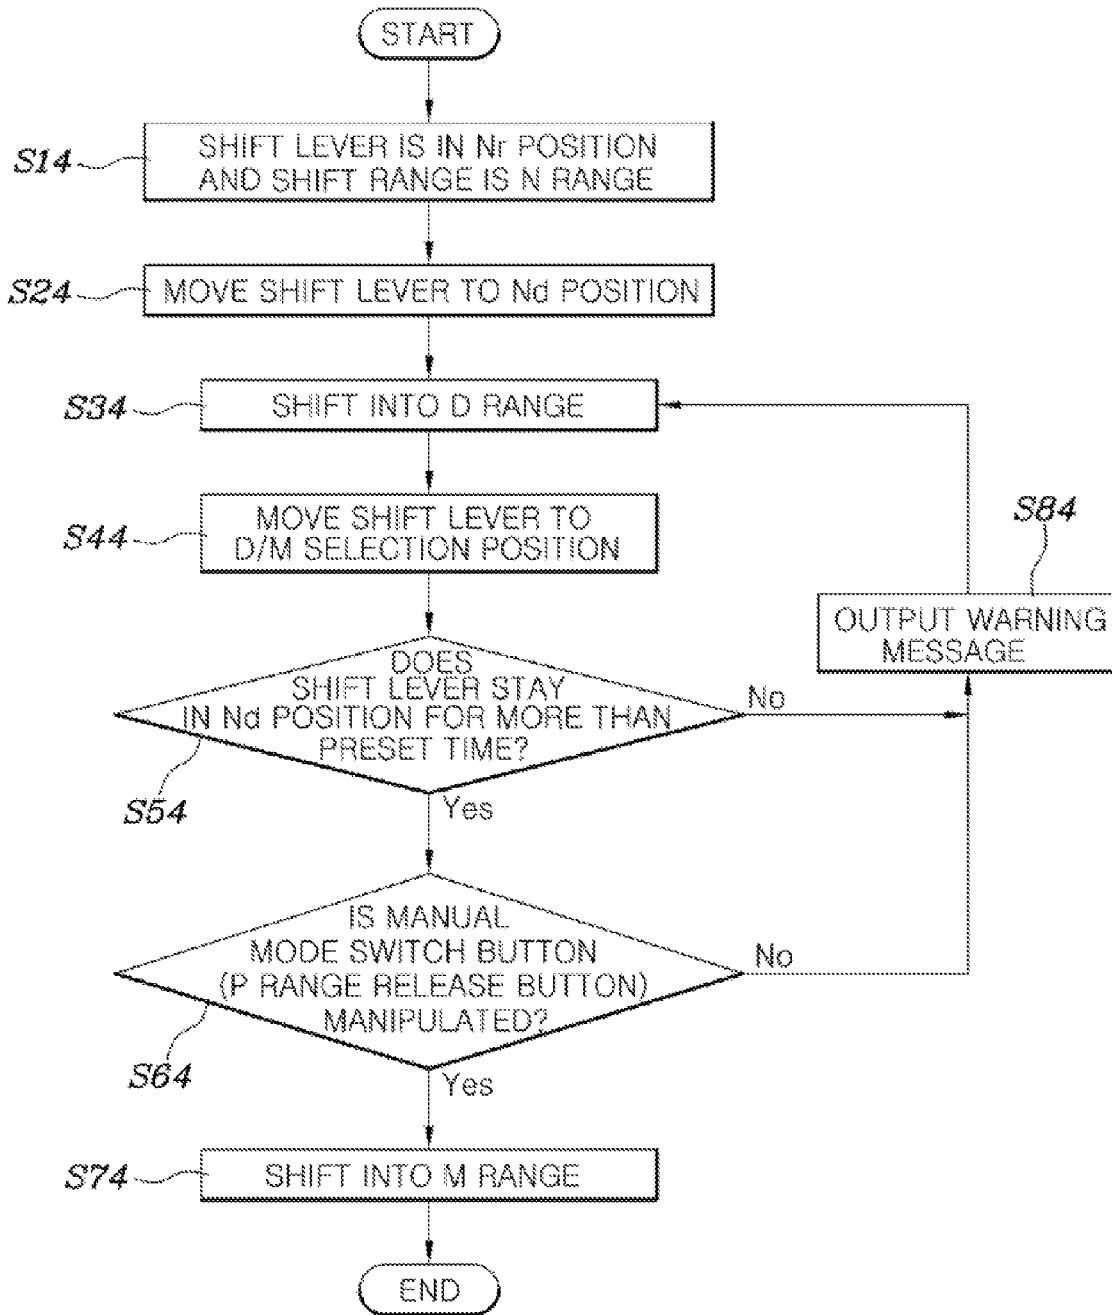 START
S14
SHIFT LEVER IS IN Nr POSITION
AND SHIFT RANGE IS N RANGE
S24
MOVE SHIFT LEVER TO Nd POSITION
S34
SHIFT INTO D RANGE
S44
MOVE SHIFT LEVER TO
D/M SELECTION POSITION
S84
OUTPUT WARNING
MESSAGE
DOES
SHIFT LEVER STAY
IN Nd POSITION FOR MORE THAN
PRESET TIME?
No
S54
Yes
IS MANUAL
MODE SWITCH BUTTON
(P RANGE RELEASE BUTTON)
MANIPULATED?
No
S64
Yes
S74
SHIFT INTO M RANGE
END